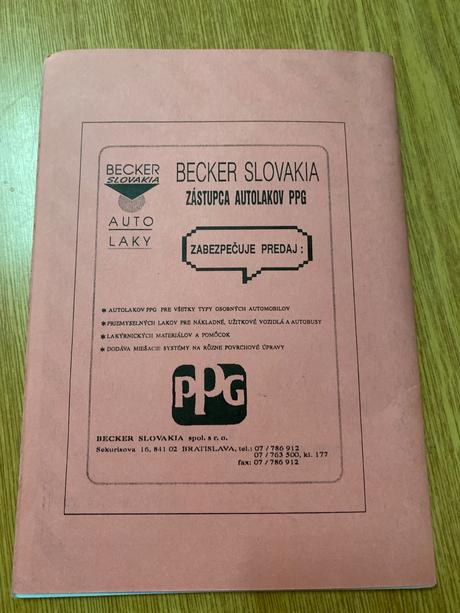 BECKER
SLOVAKIA
AUTO
LAKY
BECKER SLOVAKIA
ZÁSTUPCA AUTOLAKOV PPG
ZABEZPEČUJE PREDAJ :
* AUTOLAKOV PPG PRE VŠETKY TYPY OSOBNÝCH AUTOMOBILOV
* PRIEMYSELNÝCH LAKOV PRE NÁKLADNÉ, UŽITKOVÉ VOZIDLÁ A AUTOBUSY
* LAKÝRNICKÝCH MATERIÁLOV A POMÔCOK
* DODÁVA MIEŠACIE SYSTÉMY NA RÔZNE POVRCHOVÉ ÚPRAVY
PPG
BECKER SLOVAKIA spol. s r. o.
Sekurisova 16, 841 02 BRATISLAVA, tel.: 07 / 786 912
07 / 763 500, kl. 177
fax: 07 / 786 912